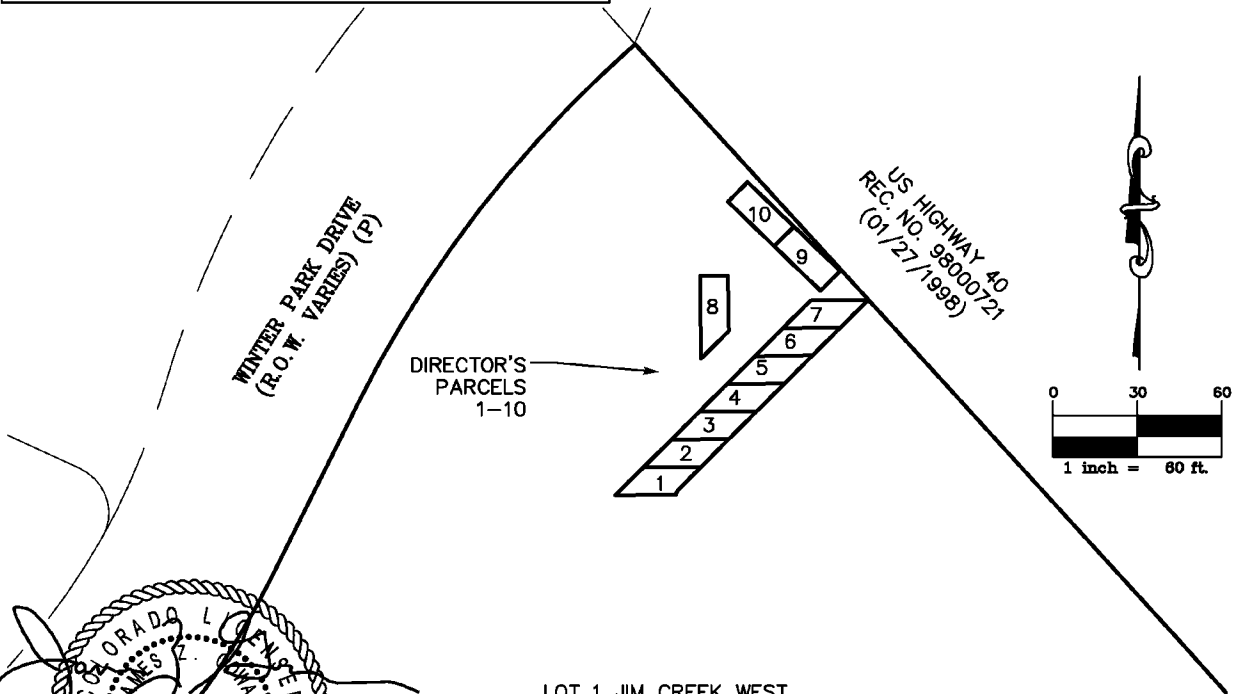 US HIGHWAY 40
REC. NO. 98000721
(01/27/1998)
WINTER PARK DRIVE
(R.O.W. VARIES) (P)
10
9
8
7
6
5
4
3
2
1
DIRECTOR'S
PARCELS
1-10
0 30 60
1 inch = 60 ft.
LOT 1 JIM CREEK WEST